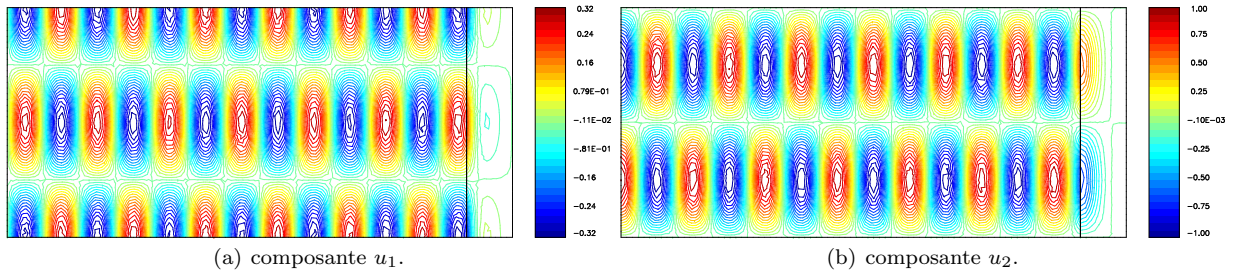 0.32
0.24
0.16
0.79E-01
-.11E-02
-.81E-01
-0.16
-0.24
-0.32
1.00
0.75
0.50
0.25
-.10E-03
-0.25
-0.50
-0.75
-1.00
(a) composante u₁.
(b) composante u₂.